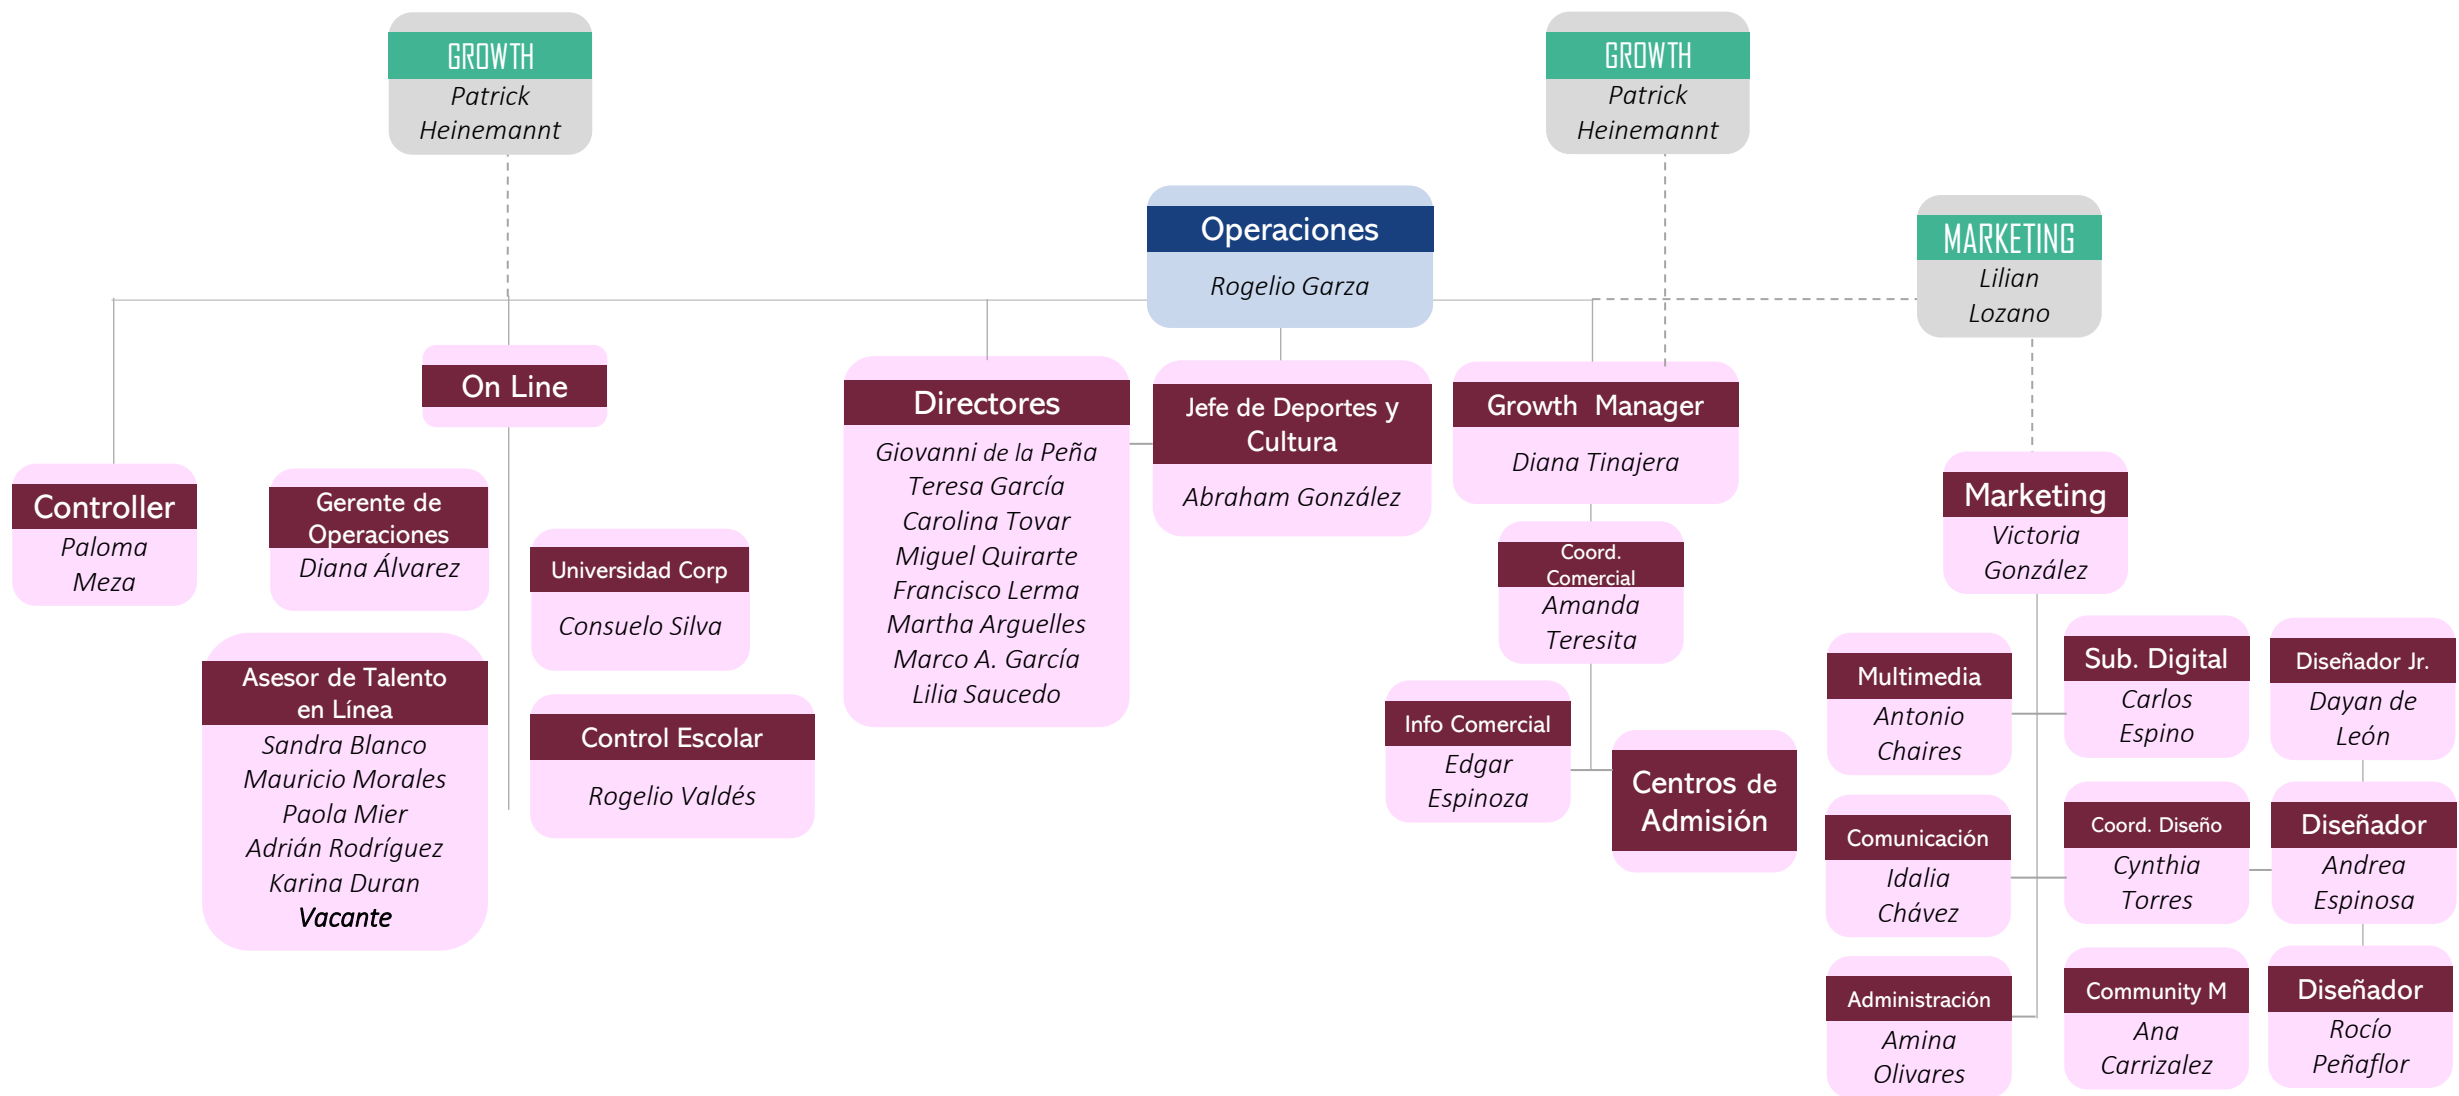 GROWTH
Patrick
Heinemannt
GROWTH
Patrick
Heinemannt
Operaciones
Rogelio Garza
MARKETING
Lilian
Lozano
On Line
Directores
Giovanni de la Peña
Teresa García
Carolina Tovar
Miguel Quirarte
Francisco Lerma
Martha Arguelles
Marco A. García
Lilia Saucedo
Jefe de Deportes y
Cultura
Abraham González
Growth Manager
Diana Tinajera
Controller
Paloma
Meza
Gerente de
Operaciones
Diana Álvarez
Universidad Corp
Consuelo Silva
Asesor de Talento
en Línea
Sandra Blanco
Mauricio Morales
Paola Mier
Adrián Rodríguez
Karina Duran
Vacante
Control Escolar
Rogelio Valdés
Coord.
Comercial
Amanda
Teresita
Info Comercial
Edgar
Espinoza
Centros de
Admisión
Marketing
Victoria
González
Multimedia
Antonio
Chaires
Sub. Digital
Carlos
Espino
Diseñador Jr.
Dayan de
León
Comunicación
Idalia
Chávez
Coord. Diseño
Cynthia
Torres
Diseñador
Andrea
Espinosa
Administración
Amina
Olivares
Community M
Ana
Carrizalez
Diseñador
Rocío
Peñaflor